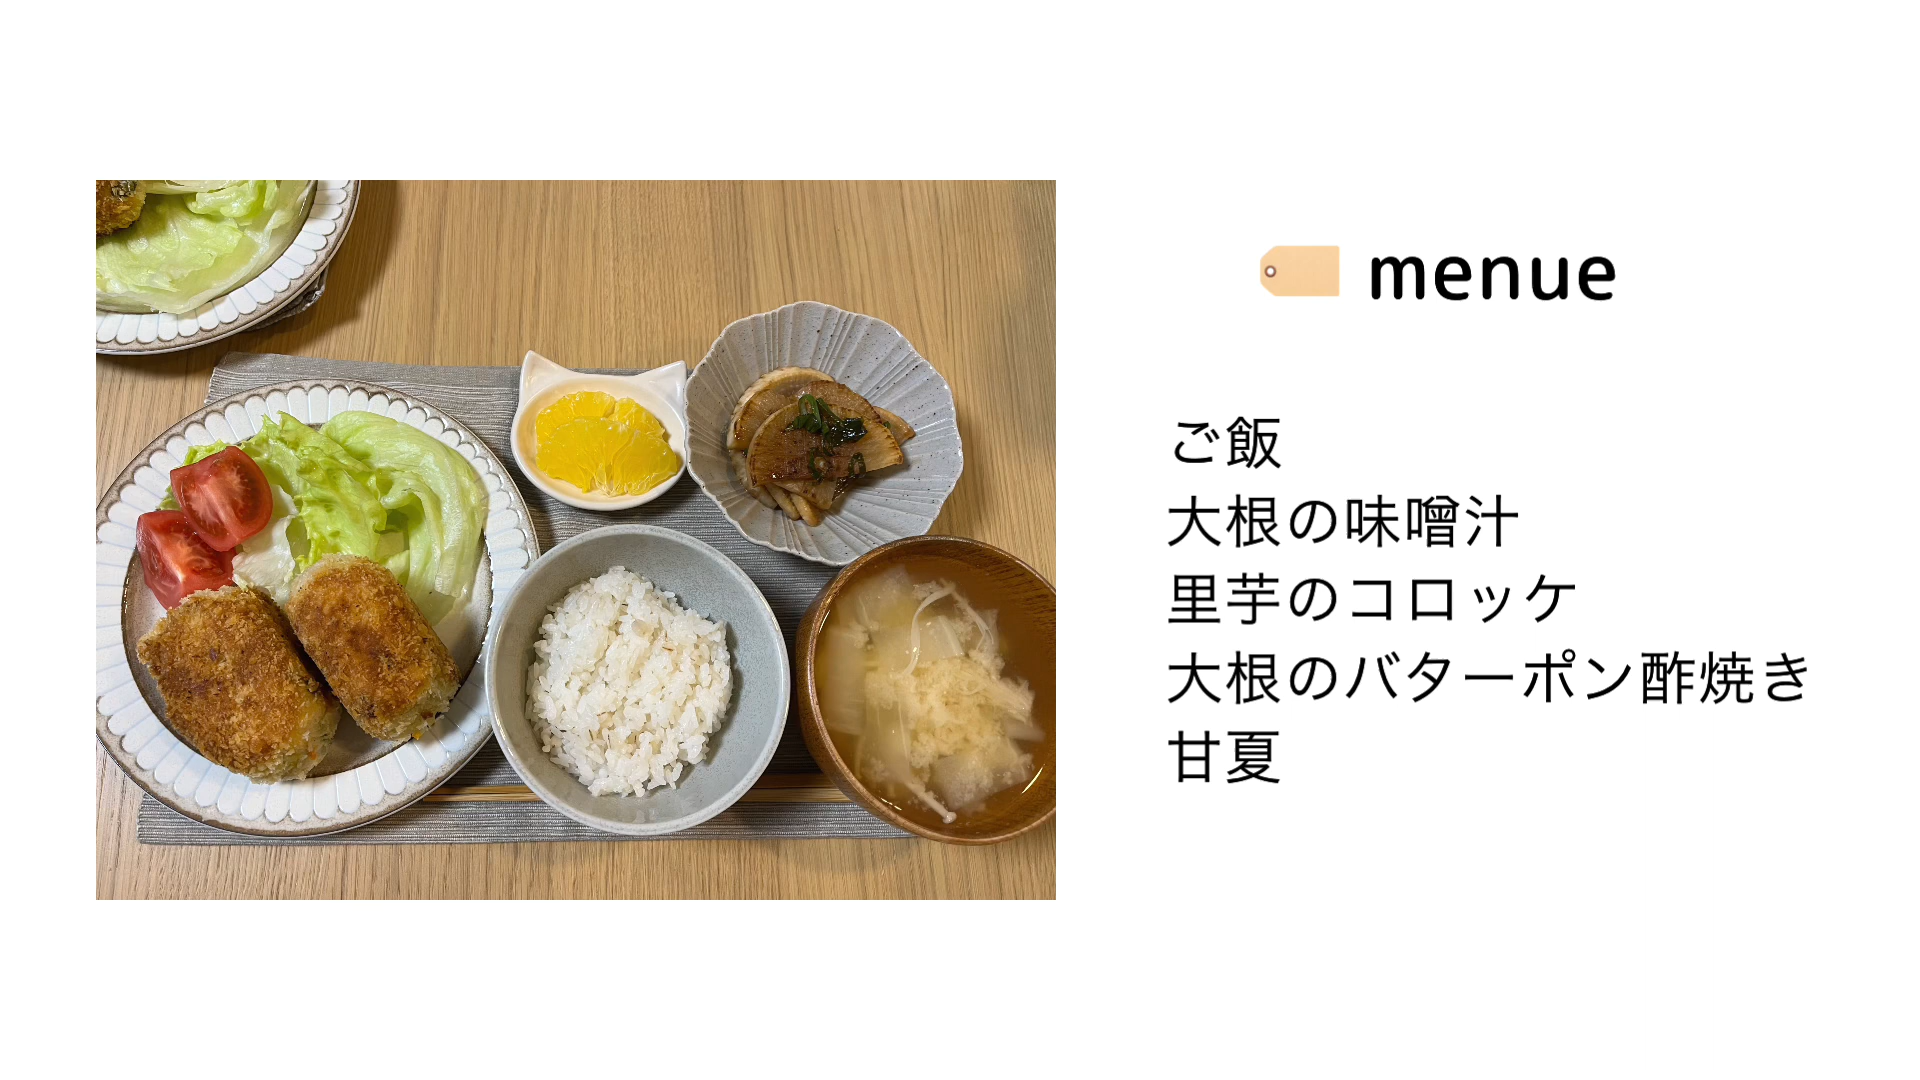 menue
ご飯
大根の味噌汁
里芋のコロッケ
大根のバターポン酢焼き
甘夏